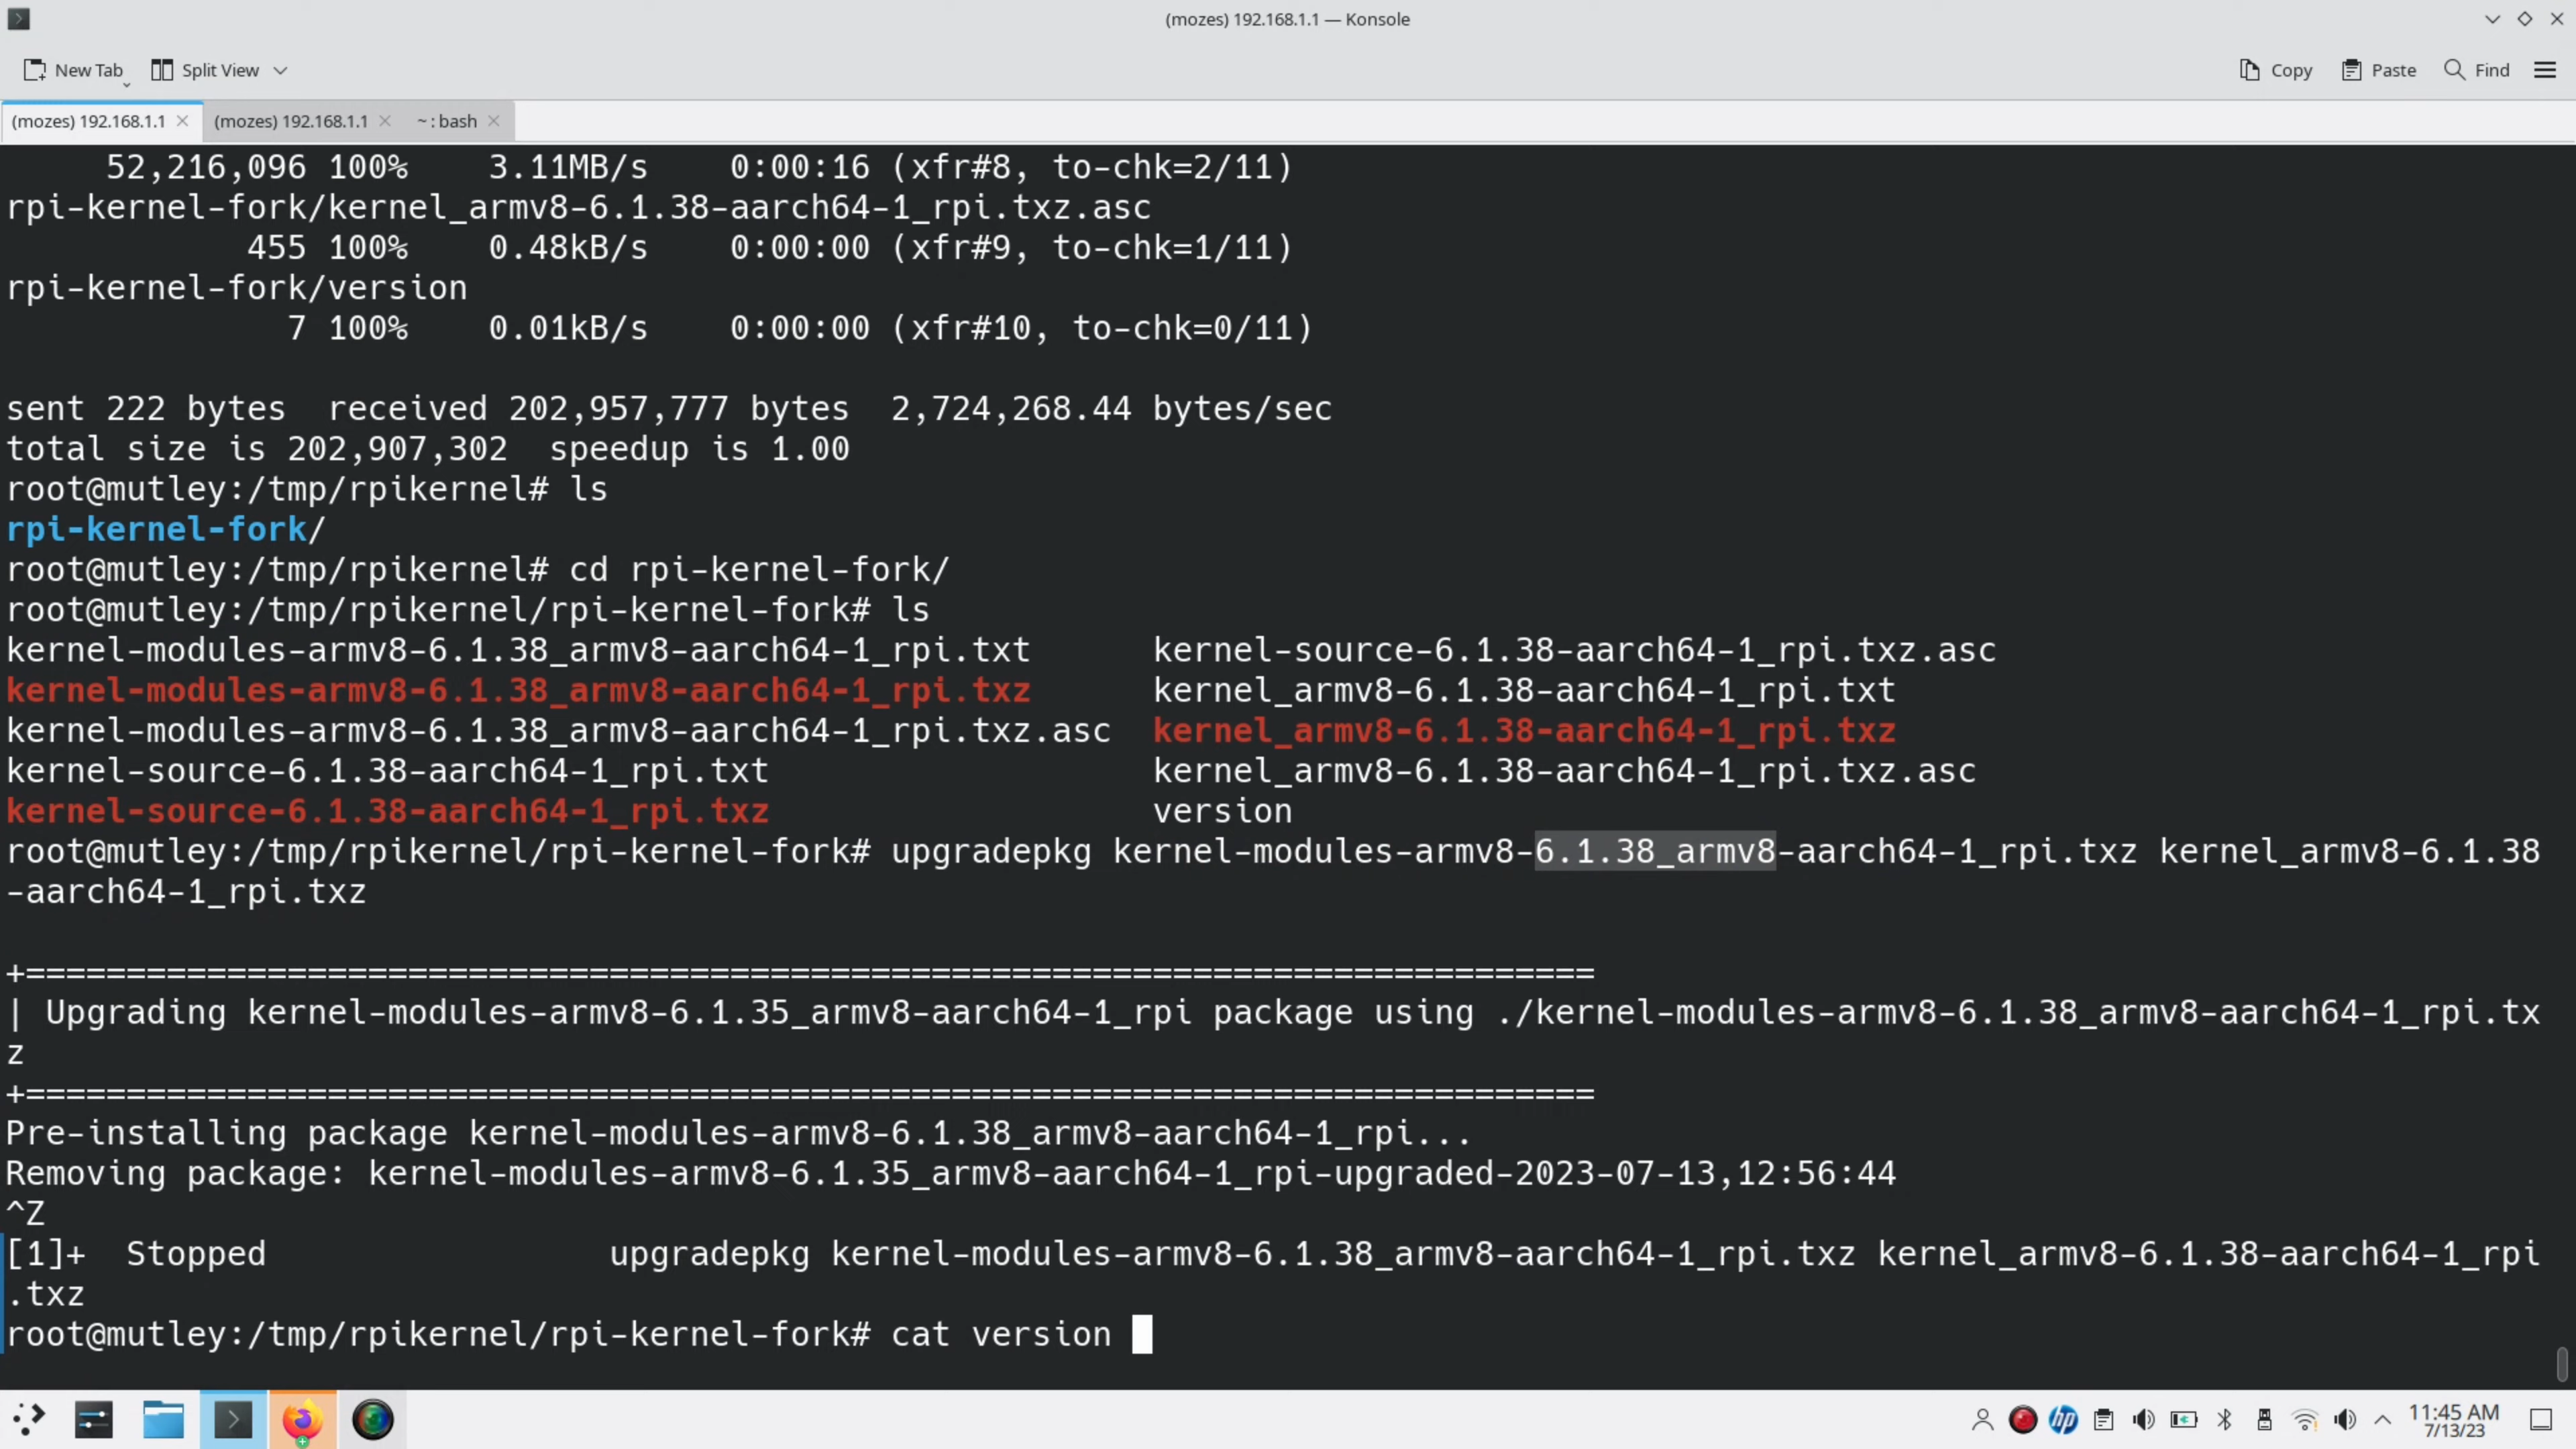 (mozes) 192.168.1.1 — Konsole
New Tab
Split View
Copy
Paste
Find
(mozes) 192.168.1.1
(mozes) 192.168.1.1
~ : bash
52,216,096 100%    3.11MB/s    0:00:16 (xfr#8, to-chk=2/11)
rpi-kernel-fork/kernel_armv8-6.1.38-aarch64-1_rpi.txz.asc
455 100%    0.48kB/s    0:00:00 (xfr#9, to-chk=1/11)
rpi-kernel-fork/version
7 100%    0.01kB/s    0:00:00 (xfr#10, to-chk=0/11)
sent 222 bytes  received 202,957,777 bytes  2,724,268.44 bytes/sec
total size is 202,907,302  speedup is 1.00
root@mutley:/tmp/rpikernel# ls
rpi-kernel-fork/
root@mutley:/tmp/rpikernel# cd rpi-kernel-fork/
root@mutley:/tmp/rpikernel/rpi-kernel-fork# ls
kernel-modules-armv8-6.1.38_armv8-aarch64-1_rpi.txt      kernel-source-6.1.38-aarch64-1_rpi.txz.asc
kernel-modules-armv8-6.1.38_armv8-aarch64-1_rpi.txz      kernel_armv8-6.1.38-aarch64-1_rpi.txt
kernel-modules-armv8-6.1.38_armv8-aarch64-1_rpi.txz.asc  kernel_armv8-6.1.38-aarch64-1_rpi.txz
kernel-source-6.1.38-aarch64-1_rpi.txt                   kernel_armv8-6.1.38-aarch64-1_rpi.txz.asc
kernel-source-6.1.38-aarch64-1_rpi.txz                   version
root@mutley:/tmp/rpikernel/rpi-kernel-fork# upgradepkg kernel-modules-armv8-6.1.38_armv8-aarch64-1_rpi.txz kernel_armv8-6.1.38
-aarch64-1_rpi.txz
+==============================================================================
| Upgrading kernel-modules-armv8-6.1.35_armv8-aarch64-1_rpi package using ./kernel-modules-armv8-6.1.38_armv8-aarch64-1_rpi.tx
z
+==============================================================================
Pre-installing package kernel-modules-armv8-6.1.38_armv8-aarch64-1_rpi...
Removing package: kernel-modules-armv8-6.1.35_armv8-aarch64-1_rpi-upgraded-2023-07-13,12:56:44
^Z
[1]+  Stopped                 upgradepkg kernel-modules-armv8-6.1.38_armv8-aarch64-1_rpi.txz kernel_armv8-6.1.38-aarch64-1_rpi
.txz
root@mutley:/tmp/rpikernel/rpi-kernel-fork# cat version
hp
11:45 AM
7/13/23